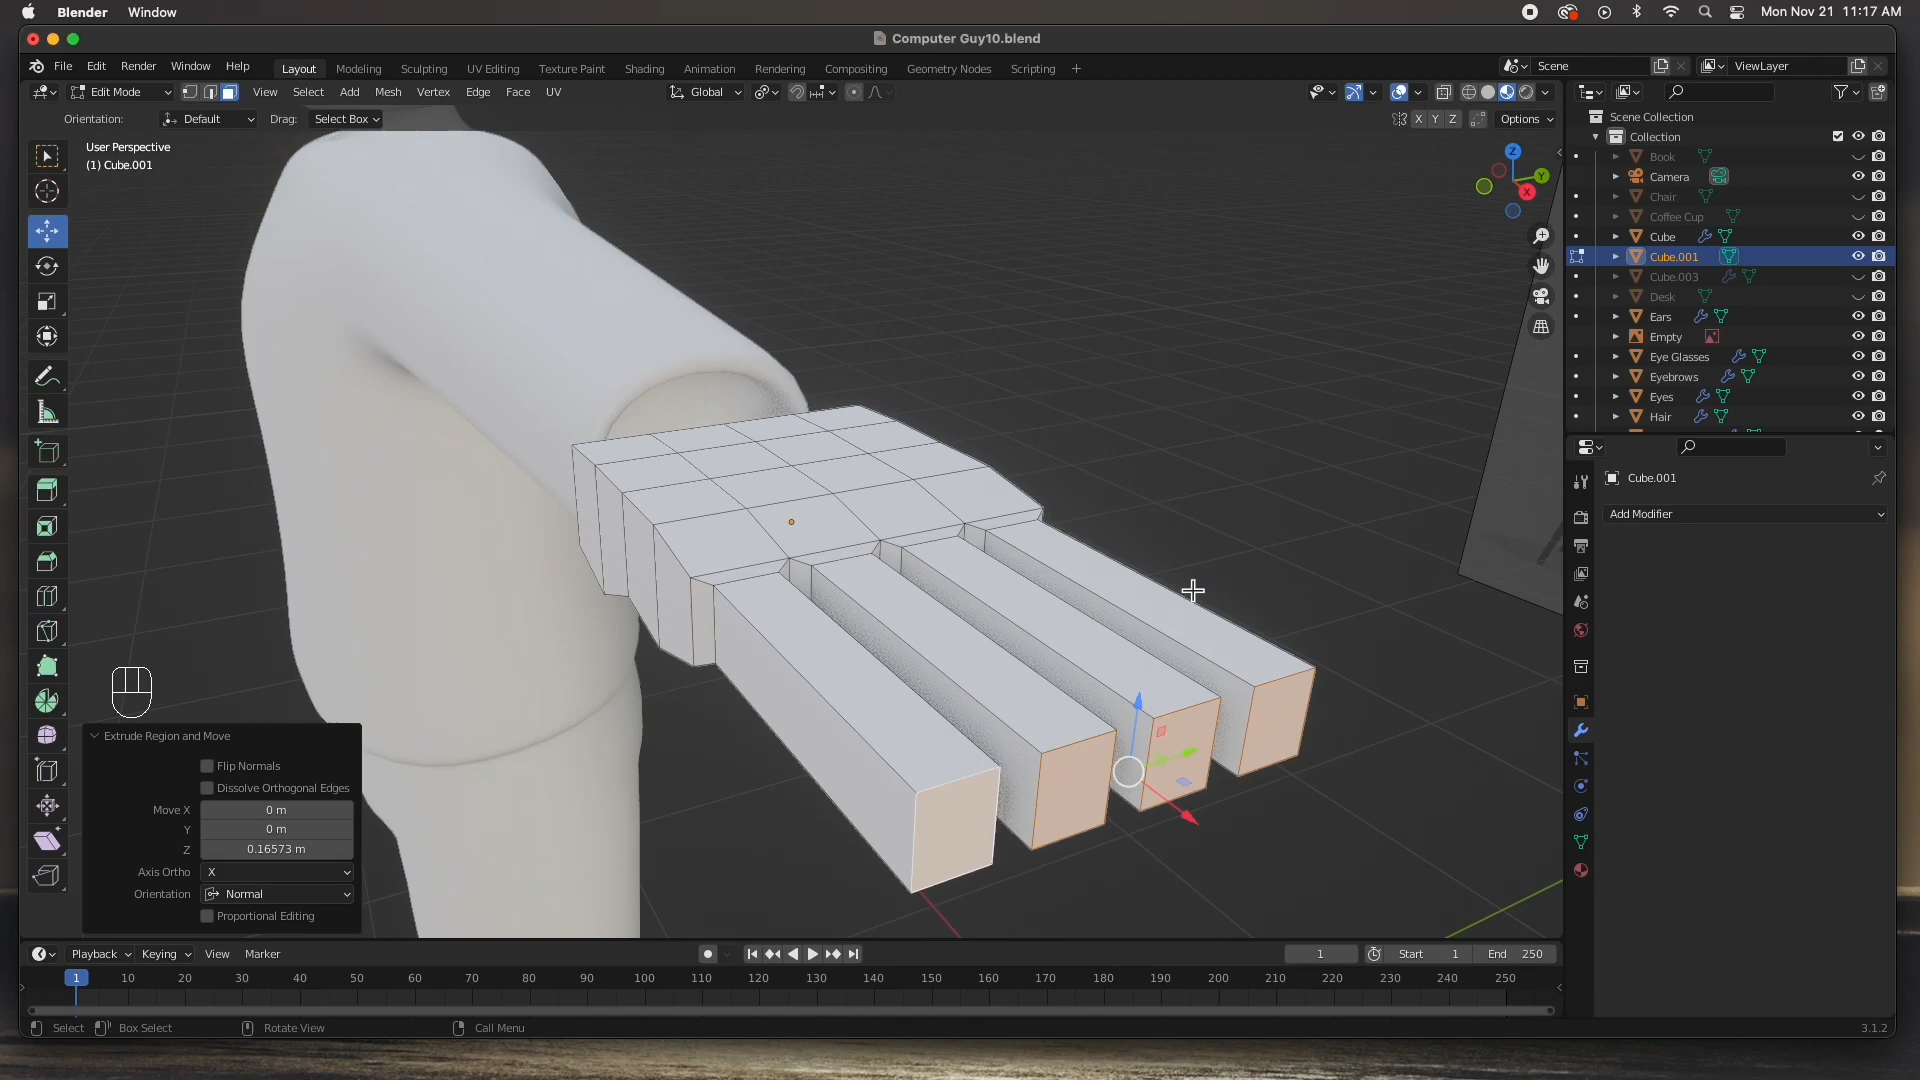 Blender Window Mon Nov 21 11:17 AM
Computer Guy10.blend
File Edit Render Window Help Layout Modeling Sculpting UV Editing Texture Paint Shading Animation Rendering Compositing Geometry Nodes Scripting + Scene ViewLayer
Edit Mode View Select Add Mesh Vertex Edge Face UV Global
Orientation: Default Drag: Select Box X Y Z Options
User Perspective
(1) Cube.001
Z
Y
X
Scene Collection
Collection
Book
Camera
Chair
Coffee Cup
Cube
Cube.001
Cube.003
Desk
Ears
Empty
Eye Glasses
Eyebrows
Eyes
Hair
Cube.001
Add Modifier
Extrude Region and Move
Flip Normals
Dissolve Orthogonal Edges
Move X 0 m
Y 0 m
Z 0.16573 m
Axis Ortho X
Orientation Normal
Proportional Editing
Playback Keying View Marker 1 Start 1 End 250
1 10 20 30 40 50 60 70 80 90 100 110 120 130 140 150 160 170 180 190 200 210 220 230 240 250
Select Box Select Rotate View Call Menu 3.1.2